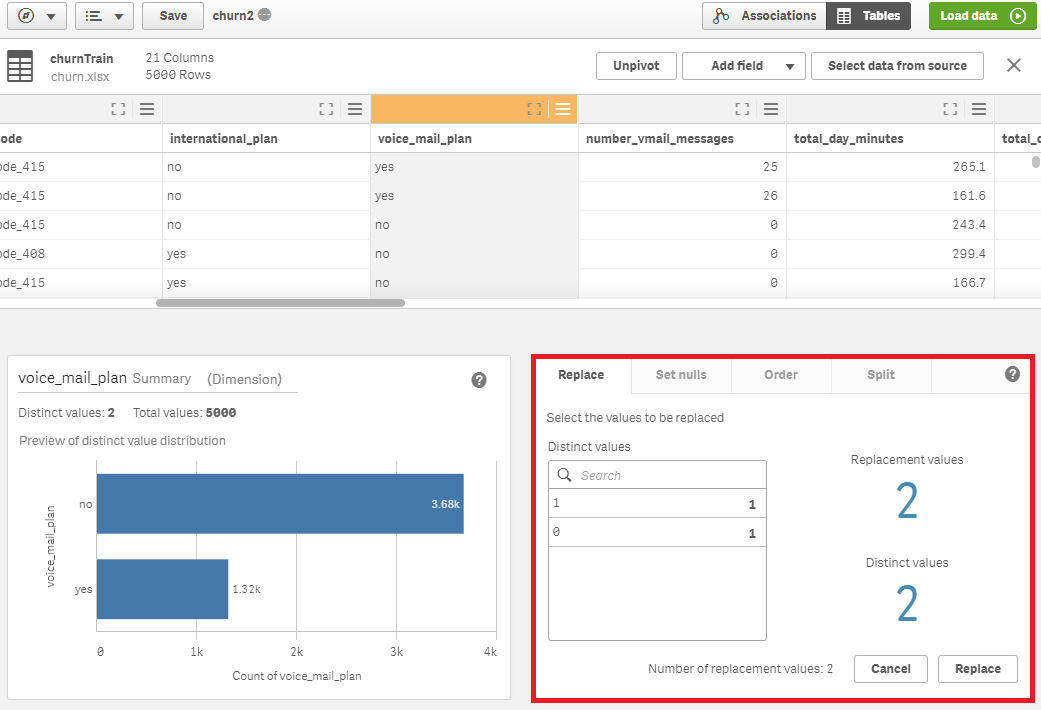 Save churn2 Associations Tables Load data
churnTrain 21 Columns
churn.xlsx 5000 Rows
Unpivot Add field Select data from source
ode international_plan voice_mail_plan number_vmail_messages total_day_minutes total_c
ode_415 no yes 25 265.1
ode_415 no yes 26 161.6
ode_415 no no 0 243.4
ode_408 yes no 0 299.4
ode_415 yes no 0 166.7
voice_mail_plan Summary (Dimension) ?
Distinct values: 2 Total values: 5000
Preview of distinct value distribution
voice_mail_plan
no 3.68k
yes 1.32k
0 1k 2k 3k 4k
Count of voice_mail_plan
Replace Set nulls Order Split ?
Select the values to be replaced
Distinct values
Search
1 1
0 1
Replacement values
2
Distinct values
2
Number of replacement values: 2 Cancel Replace